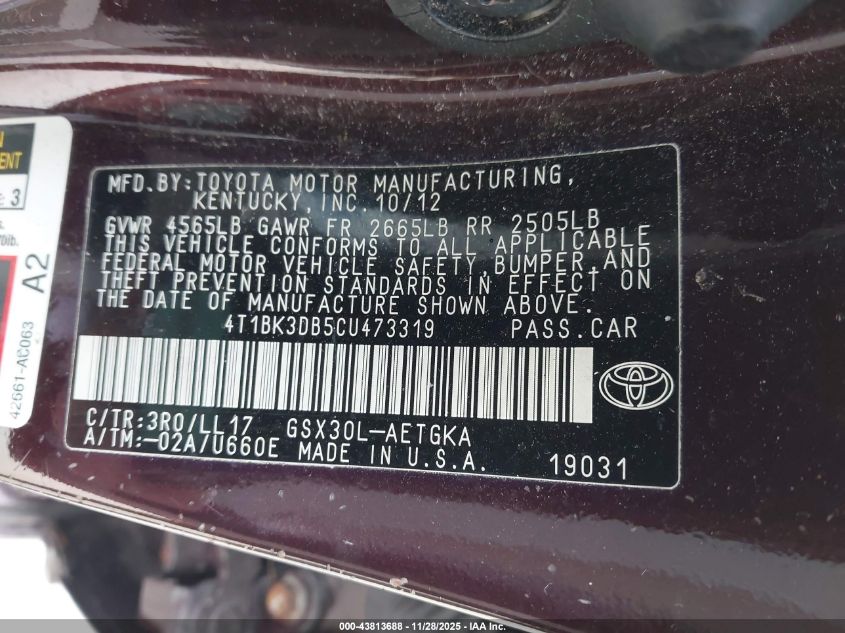 MFD.BY:TOYOTA MOTOR MANUFACTURING,
KENTUCKY, INC. 10/12
GVWR 4565LB GAWR FR 2665LB RR 2505LB
THIS VEHICLE CONFORMS TO ALL APPLICABLE
FEDERAL MOTOR VEHICLE SAFETY, BUMPER, AND
THEFT PREVENTION STANDARDS IN EFFECT ON
THE DATE OF MANUFACTURE SHOWN ABOVE.
4T1BK3DB5CU473319 PASS.CAR
C/TR:3R0/LL17 GSX30L-AETGKA
A/TM:-02A/U660E MADE IN U.S.A. 19031
3
A2
42661-AC063
000-43813688 - 11/28/2025 - IAA Inc.